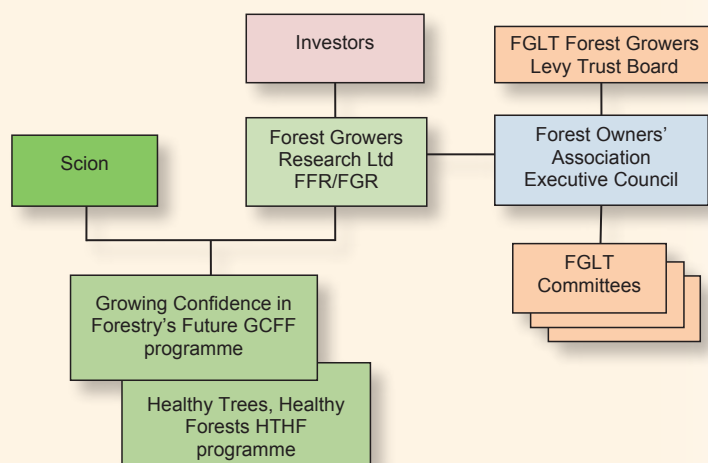 Investors
FGLT Forest Growers
Levy Trust Board
Scion
Forest Growers
Research Ltd
FFR/FGR
Forest Owners’
Association
Executive Council
FGLT
Committees
Growing Confidence in
Forestry’s Future GCFF
programme
Healthy Trees, Healthy
Forests HTHF
programme